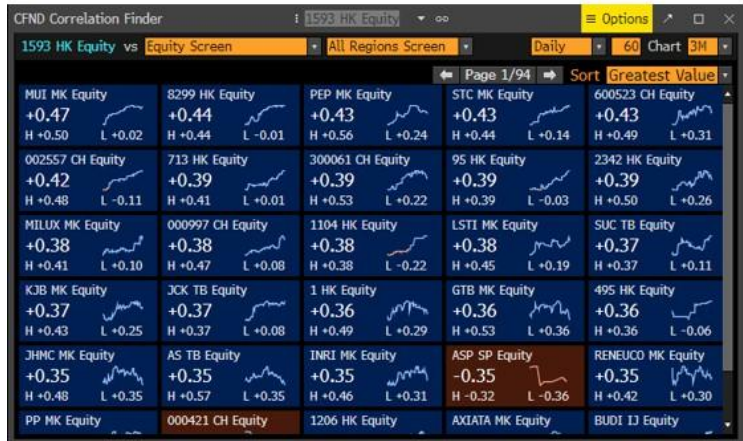 CFND Correlation Finder 1593 HK Equity Options
1593 HK Equity vs Equity Screen All Regions Screen Daily 60 Chart 3M
Page 1/94 Sort Greatest Value
MUI MK Equity 8299 HK Equity PEP MK Equity STC MK Equity 600523 CH Equity
+0.47 +0.44 +0.43 +0.43 +0.43
H +0.50 L +0.02 H +0.44 L -0.01 H +0.56 L +0.24 H +0.44 L +0.14 H +0.49 L +0.31
002557 CH Equity 713 HK Equity 300061 CH Equity 95 HK Equity 2342 HK Equity
+0.42 +0.39 +0.39 +0.39 +0.39
H +0.48 L -0.11 H +0.41 L +0.01 H +0.53 L +0.22 H +0.39 L -0.03 H +0.50 L +0.26
MILUX MK Equity 000997 CH Equity 1104 HK Equity LSTI MK Equity SUC TB Equity
+0.38 +0.38 +0.38 +0.38 +0.37
H +0.41 L +0.10 H +0.47 L +0.08 H +0.38 L -0.22 H +0.45 L +0.19 H +0.37 L +0.11
KJB MK Equity JCK TB Equity 1 HK Equity GTB MK Equity 495 HK Equity
+0.37 +0.37 +0.36 +0.36 +0.36
H +0.43 L +0.25 H +0.37 L +0.08 H +0.49 L +0.29 H +0.53 L +0.36 H +0.36 L -0.06
JHMC MK Equity AS TB Equity INRI MK Equity ASP SP Equity RENEUCO MK Equity
+0.35 +0.35 +0.35 -0.35 +0.35
H +0.48 L +0.35 H +0.57 L +0.35 H +0.46 L +0.31 H -0.32 L -0.36 H +0.42 L +0.30
PP MK Equity 000421 CH Equity 1206 HK Equity AXIATA MK Equity BUDI IJ Equity